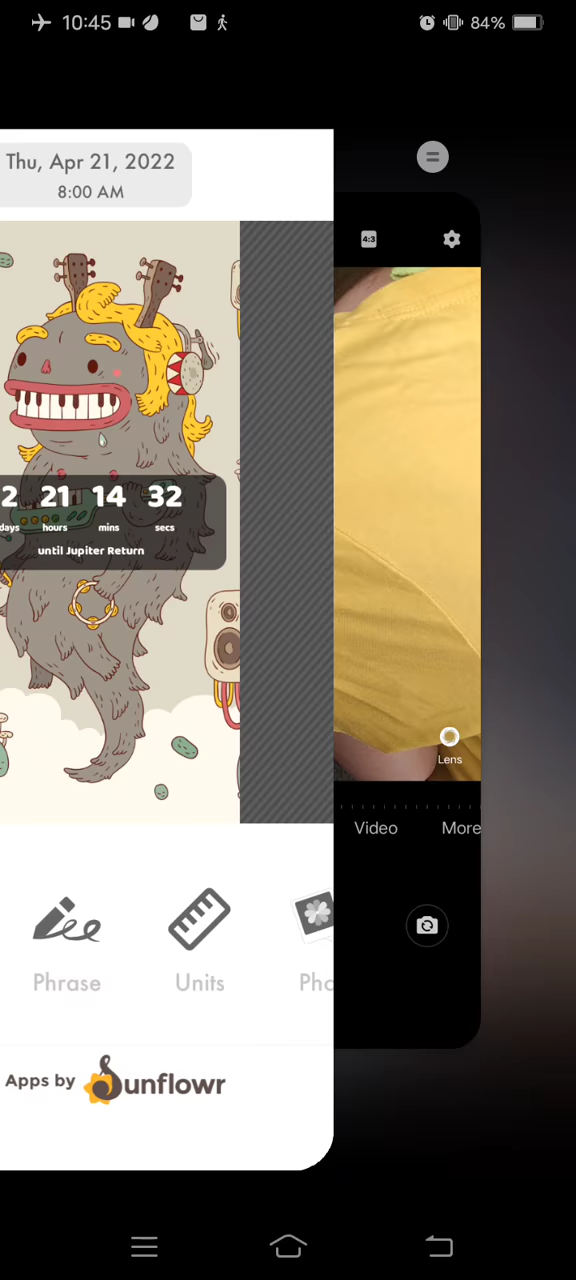 10:45
84%
Thu, Apr 21, 2022
8:00 AM
4:3
2 21 14 32
days hours mins secs
until Jupiter Return
Lens
Video More
Phrase Units Pho
Apps by Sunflowr